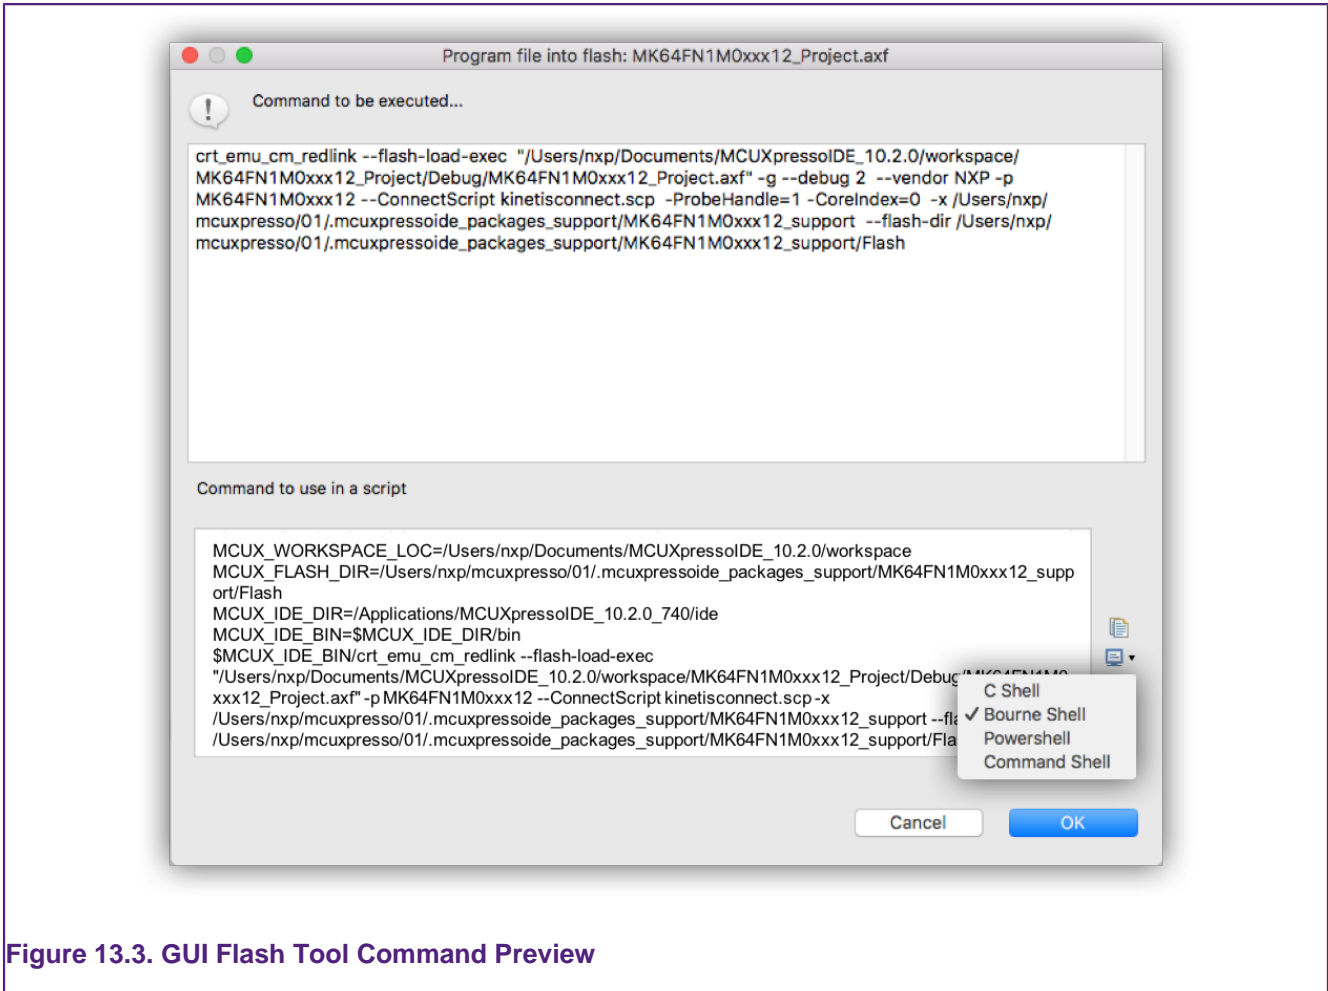 Program file into flash: MK64FN1M0xxx12_Project.axf
Command to be executed...
crt_emu_cm_redlink --flash-load-exec  "/Users/nxp/Documents/MCUXpressoIDE_10.2.0/workspace/
MK64FN1M0xxx12_Project/Debug/MK64FN1M0xxx12_Project.axf" -g --debug 2  --vendor NXP -p
MK64FN1M0xxx12 --ConnectScript kinetisconnect.scp -ProbeHandle=1 -CoreIndex=0  -x /Users/nxp/
mcuxpresso/01/.mcuxpressoide_packages_support/MK64FN1M0xxx12_support  --flash-dir /Users/nxp/
mcuxpresso/01/.mcuxpressoide_packages_support/MK64FN1M0xxx12_support/Flash
Command to use in a script
MCUX_WORKSPACE_LOC=/Users/nxp/Documents/MCUXpressoIDE_10.2.0/workspace
MCUX_FLASH_DIR=/Users/nxp/mcuxpresso/01/.mcuxpressoide_packages_support/MK64FN1M0xxx12_supp
ort/Flash
MCUX_IDE_DIR=/Applications/MCUXpressoIDE_10.2.0_740/ide
MCUX_IDE_BIN=$MCUX_IDE_DIR/bin
$MCUX_IDE_BIN/crt_emu_cm_redlink --flash-load-exec
"/Users/nxp/Documents/MCUXpressoIDE_10.2.0/workspace/MK64FN1M0xxx12_Project/Debug/MK64FN1M0
xxx12_Project.axf" -p MK64FN1M0xxx12 --ConnectScript kinetisconnect.scp -x
/Users/nxp/mcuxpresso/01/.mcuxpressoide_packages_support/MK64FN1M0xxx12_support --fl
/Users/nxp/mcuxpresso/01/.mcuxpressoide_packages_support/MK64FN1M0xxx12_support/Fla
C Shell
✓ Bourne Shell
Powershell
Command Shell
Cancel
OK
Figure 13.3. GUI Flash Tool Command Preview